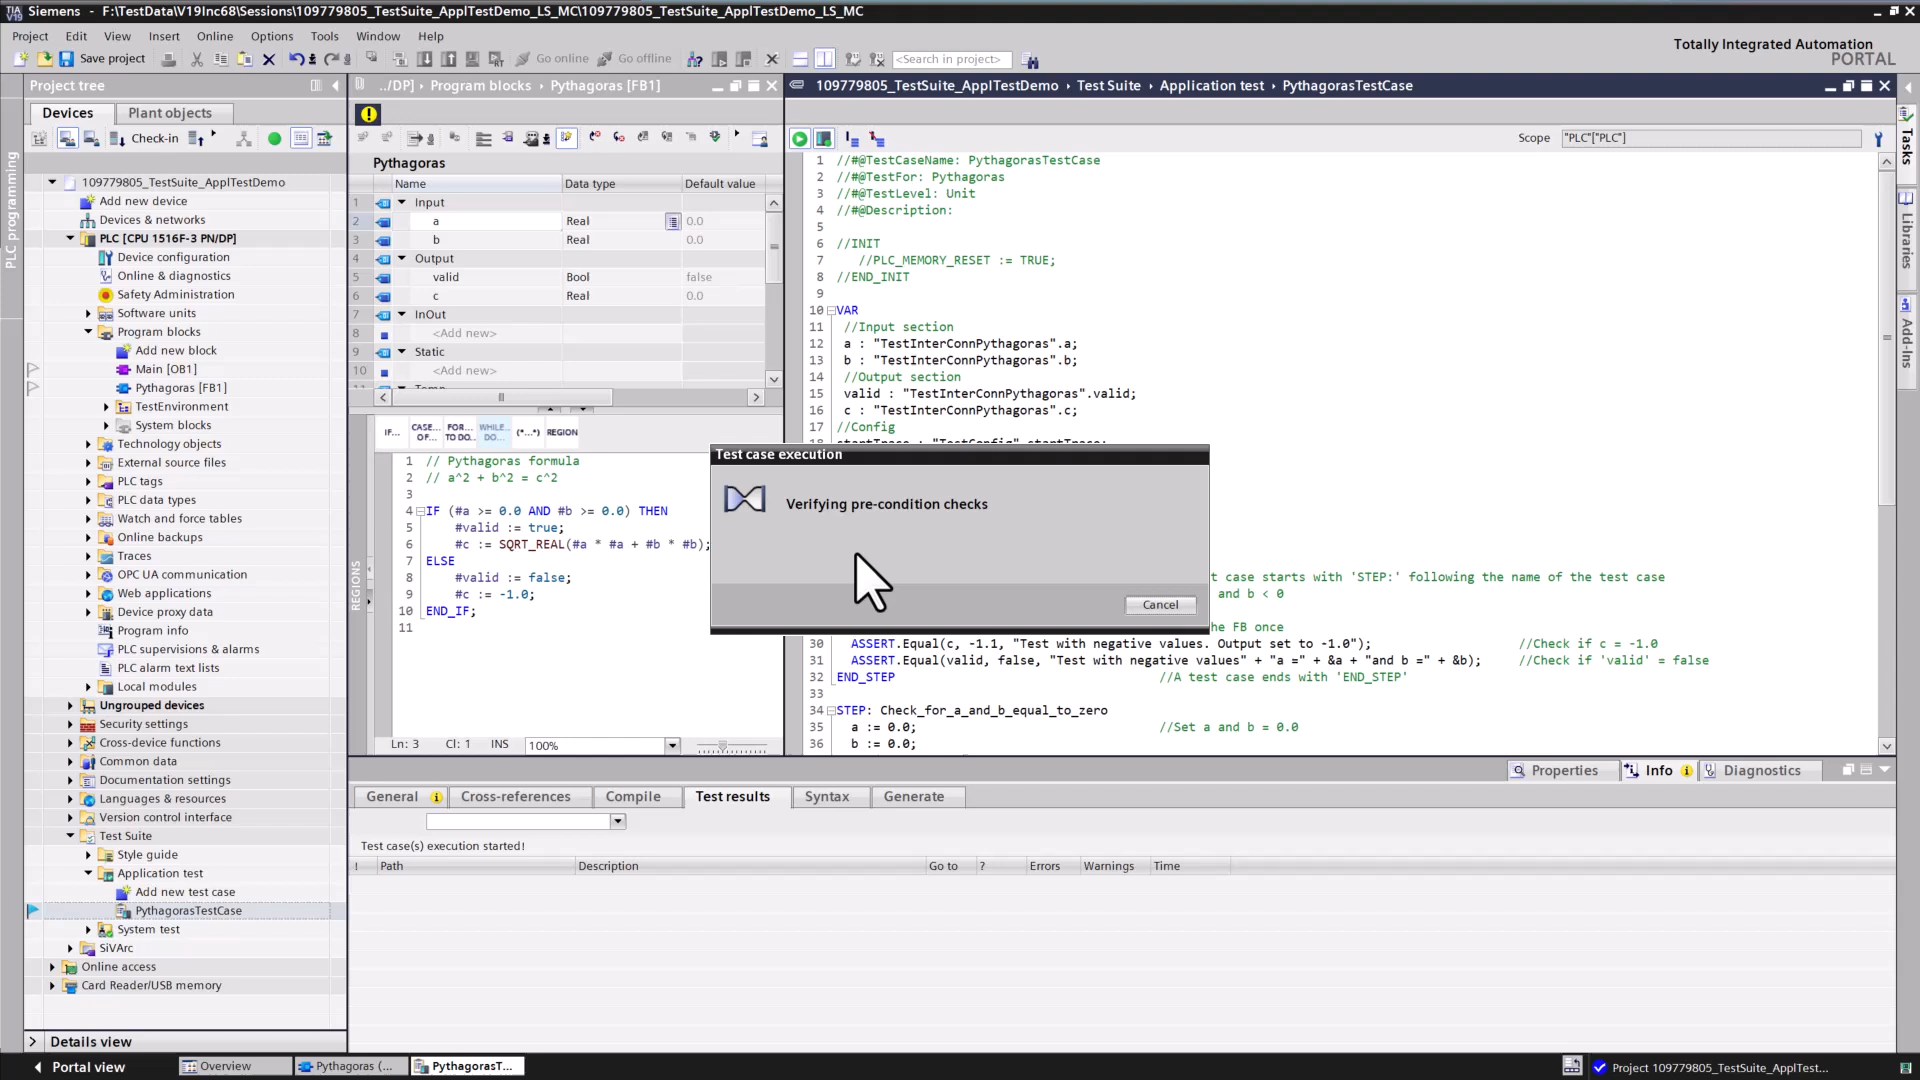 Siemens - F:\TestData\V19Inc68\Sessions\109779805_TestSuite_ApplTestDemo_LS_MC\109779805_TestSuite_ApplTestDemo_LS_MC
Project Edit View Insert Online Options Tools Window Help
Totally Integrated Automation
PORTAL
Save project
Go online
Go offline
<Search in project>
Project tree
Devices
Plant objects
Check-in
PLC programming
109779805_TestSuite_ApplTestDemo
Add new device
Devices & networks
PLC [CPU 1516F-3 PN/DP]
Device configuration
Online & diagnostics
Safety Administration
Software units
Program blocks
Add new block
Main [OB1]
Pythagoras [FB1]
TestEnvironment
System blocks
Technology objects
External source files
PLC tags
PLC data types
Watch and force tables
Online backups
Traces
OPC UA communication
Web applications
Device proxy data
Program info
PLC supervisions & alarms
PLC alarm text lists
Local modules
Ungrouped devices
Security settings
Cross-device functions
Common data
Documentation settings
Languages & resources
Version control interface
Test Suite
Style guide
Application test
Add new test case
PythagorasTestCase
System test
SiVArc
Online access
Card Reader/USB memory
Details view
../DP] Program blocks Pythagoras [FB1]
Pythagoras
Name Data type Default value
1 Input
2 a Real 0.0
3 b Real 0.0
4 Output
5 valid Bool false
6 c Real 0.0
7 InOut
8 <Add new>
9 Static
10 <Add new>
IF... CASE... OF... FOR... TO DO... WHILE... DO... (*...*) REGION
REGIONS
1 // Pythagoras formula
2 // a^2 + b^2 = c^2
3
4 IF (#a >= 0.0 AND #b >= 0.0) THEN
5 #valid := true;
6 #c := SQRT_REAL(#a * #a + #b * #b);
7 ELSE
8 #valid := false;
9 #c := -1.0;
10 END_IF;
11
Ln: 3 Cl: 1 INS 100%
109779805_TestSuite_ApplTestDemo Test Suite Application test PythagorasTestCase
Scope "PLC"["PLC"]
1 //#@TestCaseName: PythagorasTestCase
2 //#@TestFor: Pythagoras
3 //#@TestLevel: Unit
4 //#@Description:
5
6 //INIT
7 //PLC_MEMORY_RESET := TRUE;
8 //END_INIT
9
10 VAR
11 //Input section
12 a : "TestInterConnPythagoras".a;
13 b : "TestInterConnPythagoras".b;
14 //Output section
15 valid : "TestInterConnPythagoras".valid;
16 c : "TestInterConnPythagoras".c;
17 //Config
18 startTrace : "TestConfig".startTrace;
Test case execution
Verifying pre-condition checks
Cancel
t case starts with 'STEP:' following the name of the test case
and b < 0
he FB once
30 ASSERT.Equal(c, -1.1, "Test with negative values. Output set to -1.0"); //Check if c = -1.0
31 ASSERT.Equal(valid, false, "Test with negative values" + "a =" + &a + "and b =" + &b); //Check if 'valid' = false
32 END_STEP //A test case ends with 'END_STEP'
33
34 STEP: Check_for_a_and_b_equal_to_zero
35 a := 0.0; //Set a and b = 0.0
36 b := 0.0;
Tasks
Libraries
Add-Ins
Properties Info Diagnostics
General Cross-references Compile Test results Syntax Generate
Test case(s) execution started!
! Path Description Go to ? Errors Warnings Time
Portal view
Overview
Pythagoras (...
PythagorasT...
Project 109779805_TestSuite_ApplTest...